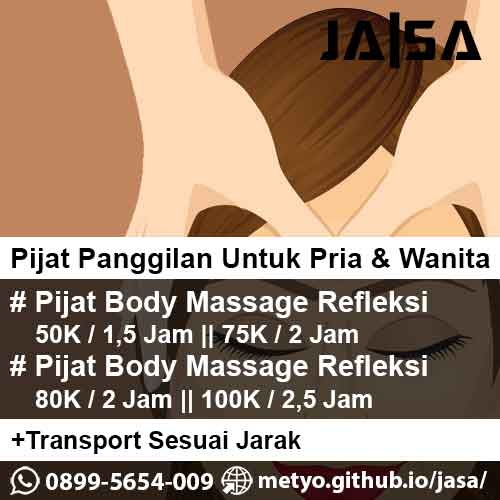 JA|SA
Pijat Panggilan Untuk Pria & Wanita
# Pijat Body Massage Refleksi
50K / 1,5 Jam || 75K / 2 Jam
# Pijat Body Massage Refleksi
80K / 2 Jam || 100K / 2,5 Jam
+Transport Sesuai Jarak
0899-5654-009 metyo.github.io/jasa/